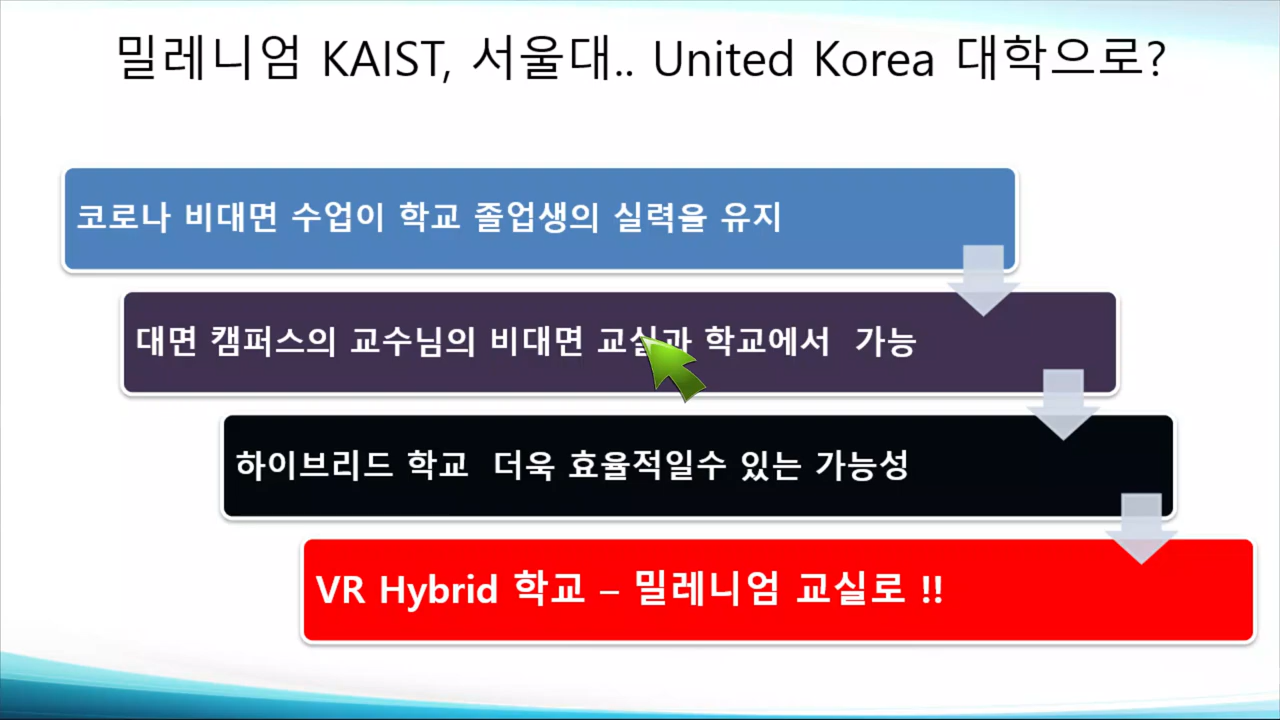 밀레니엄 KAIST, 서울대.. United Korea 대학으로?
코로나 비대면 수업이 학교 졸업생의 실력을 유지
대면 캠퍼스의 교수님의 비대면 교실과 학교에서 가능
하이브리드 학교 더욱 효율적일수 있는 가능성
VR Hybrid 학교 – 밀레니엄 교실로 !!